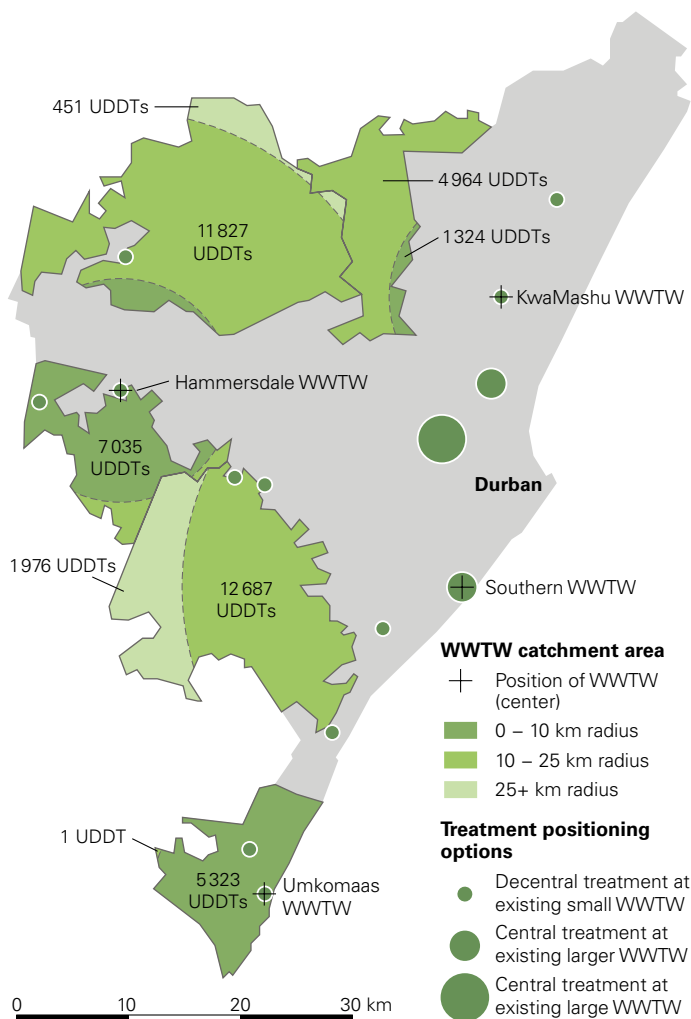 451 UDDTs
4 964 UDDTs
11 827
UDDTs
1 324 UDDTs
KwaMashu WWTW
Hammersdale WWTW
7 035
UDDTs
Durban
1 976 UDDTs
12 687
UDDTs
Southern WWTW
WWTW catchment area
Position of WWTW
(center)
0 – 10 km radius
10 – 25 km radius
25+ km radius
1 UDDT
5 323
UDDTs
Umkomaas
WWTW
Treatment positioning
options
Decentral treatment at
existing small WWTW
Central treatment at
existing larger WWTW
Central treatment at
existing large WWTW
0 10 20 30 km